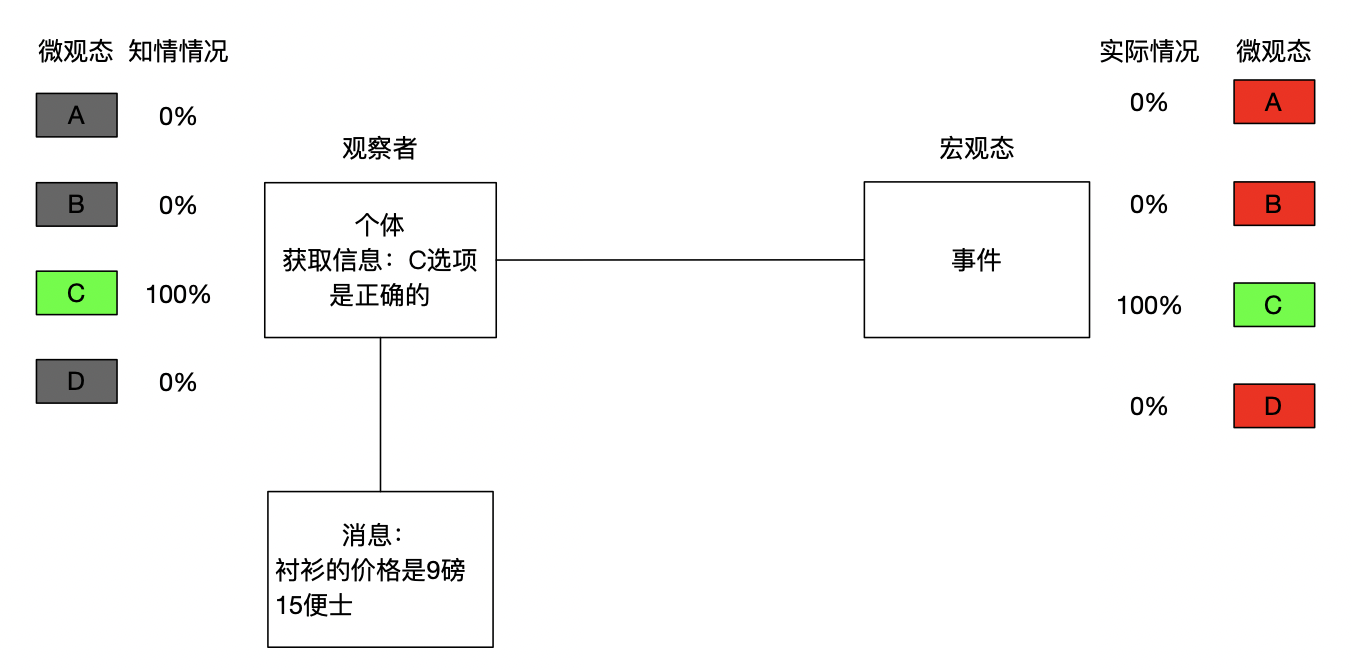 微观态 知情情况
A 0%
B 0%
C 100%
D 0%
观察者
个体
获取信息：C选项
是正确的
消息：
衬衫的价格是9磅
15便士
宏观态
事件
实际情况 微观态
0% A
0% B
100% C
0% D